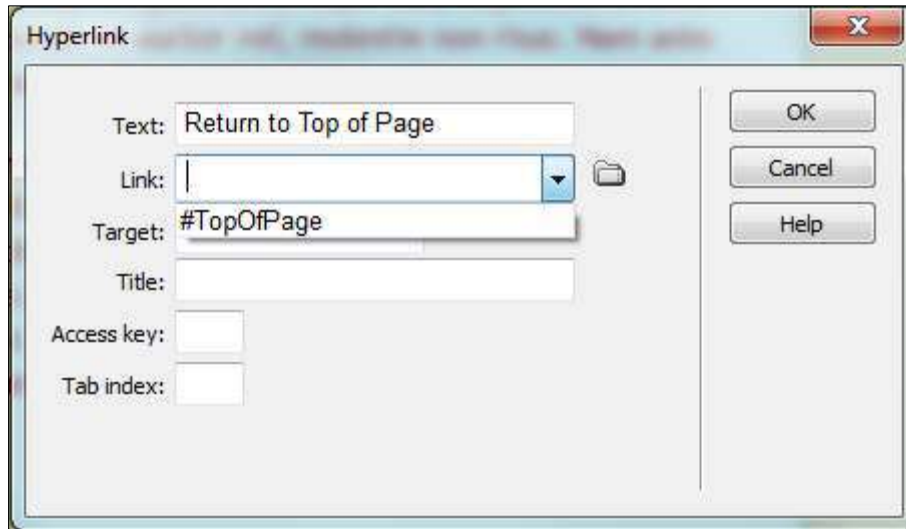 Hyperlink
Text: Return to Top of Page
OK
Link:
Cancel
#TopOfPage
Target:
Help
Title:
Access key:
Tab index: